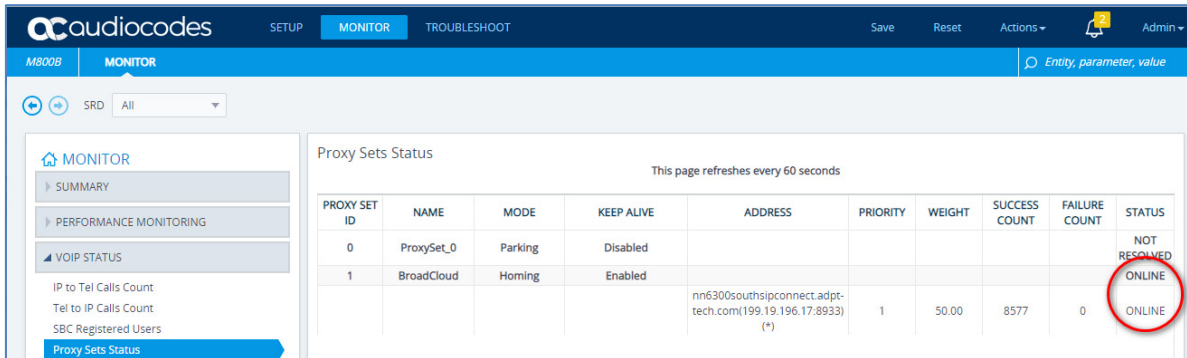 audiocodes SETUP MONITOR TROUBLESHOOT Save Reset Actions 2 Admin
M800B MONITOR Entity, parameter, value
SRD All
MONITOR
SUMMARY
PERFORMANCE MONITORING
VOIP STATUS
IP to Tel Calls Count
Tel to IP Calls Count
SBC Registered Users
Proxy Sets Status
Proxy Sets Status
This page refreshes every 60 seconds
PROXY SET ID NAME MODE KEEP ALIVE ADDRESS PRIORITY WEIGHT SUCCESS COUNT FAILURE COUNT STATUS
0 ProxySet_0 Parking Disabled NOT RESOLVED
1 BroadCloud Homing Enabled ONLINE
nn6300southsipconnect.adpt-
tech.com(199.19.196.17:8933)
(*) 1 50.00 8577 0 ONLINE